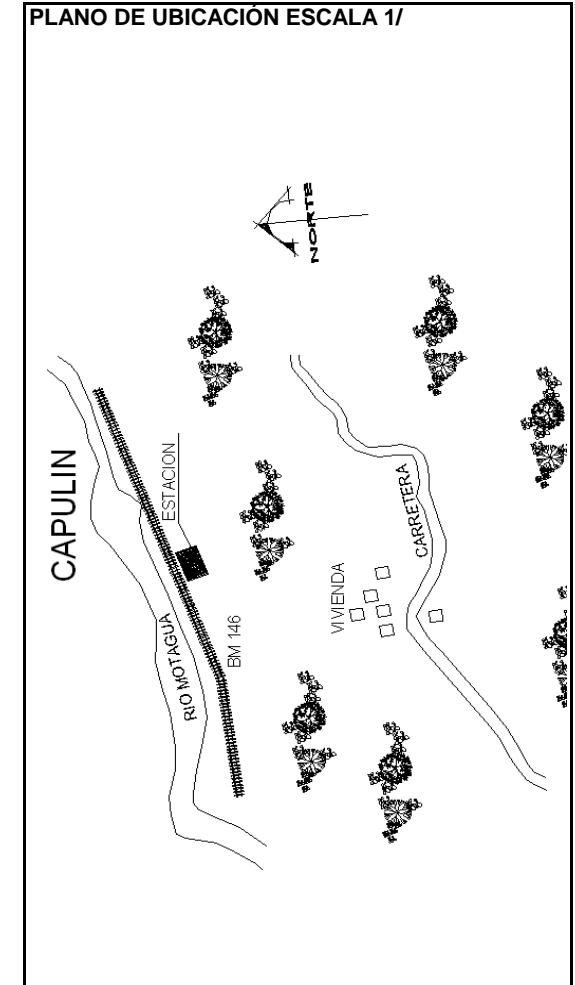 PLANO DE UBICACIÓN ESCALA 1/
NORTE
CAPULIN
ESTACION
RIO MOTAGUA
BM 146
VIVIENDA
CARRETERA